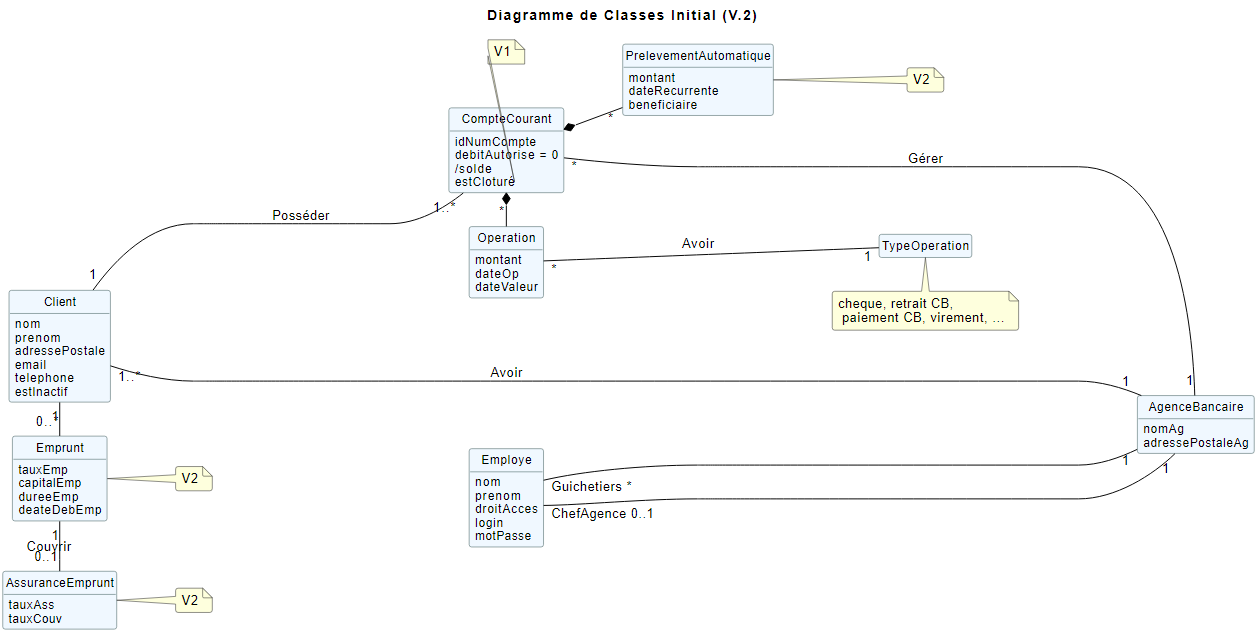 Diagramme de Classes Initial (V.2)
V1
PrelevementAutomatique
montant
dateRecurrente
beneficiaire
V2
*
CompteCourant
idNumCompte
debitAutorise = 0
/solde
estCloturé
*
Gérer
1..*
*
Posséder
Operation
montant
dateOp
dateValeur
*
Avoir
1
TypeOperation
cheque, retrait CB,
paiement CB, virement, ...
1
Client
nom
prenom
adressePostale
email
telephone
estInactif
1..*
Avoir
1
1
AgenceBancaire
nomAg
adressePostaleAg
1
0..*
Emprunt
tauxEmp
capitalEmp
dureeEmp
deateDebEmp
V2
Employe
nom
prenom
droitAcces
login
motPasse
Guichetiers *
1
ChefAgence 0..1
1
1
Couvrir
0..1
AssuranceEmprunt
tauxAss
tauxCouv
V2